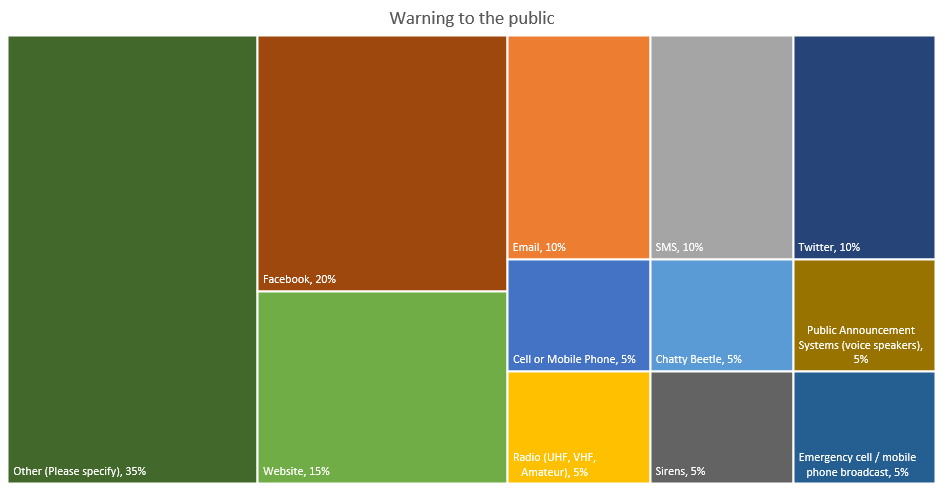 Warning to the public
Other (Please specify), 35%
Facebook, 20%
Website, 15%
Email, 10%
SMS, 10%
Twitter, 10%
Cell or Mobile Phone, 5%
Chatty Beetle, 5%
Public Announcement
Systems (voice speakers),
5%
Radio (UHF, VHF,
Amateur), 5%
Sirens, 5%
Emergency cell / mobile
phone broadcast, 5%